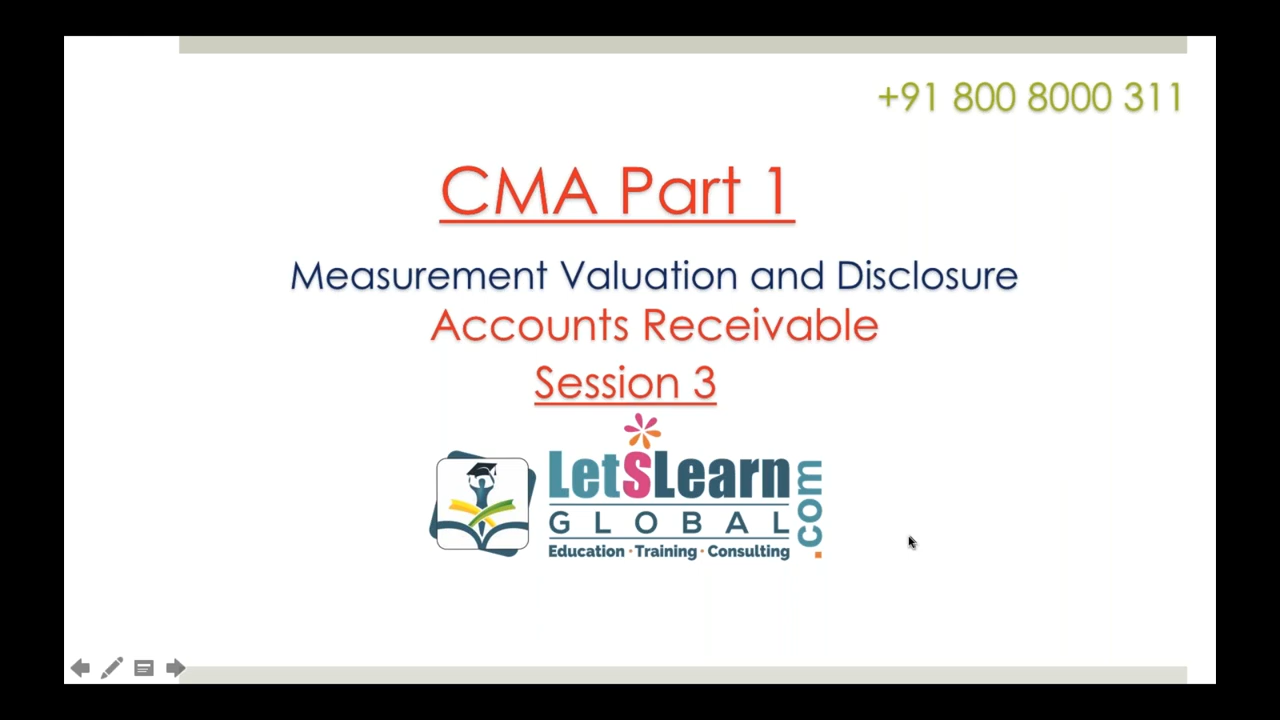 +91 800 8000 311
CMA Part 1
Measurement Valuation and Disclosure
Accounts Receivable
Session 3
LetSLearn
.com
GLOBAL
Education · Training · Consulting